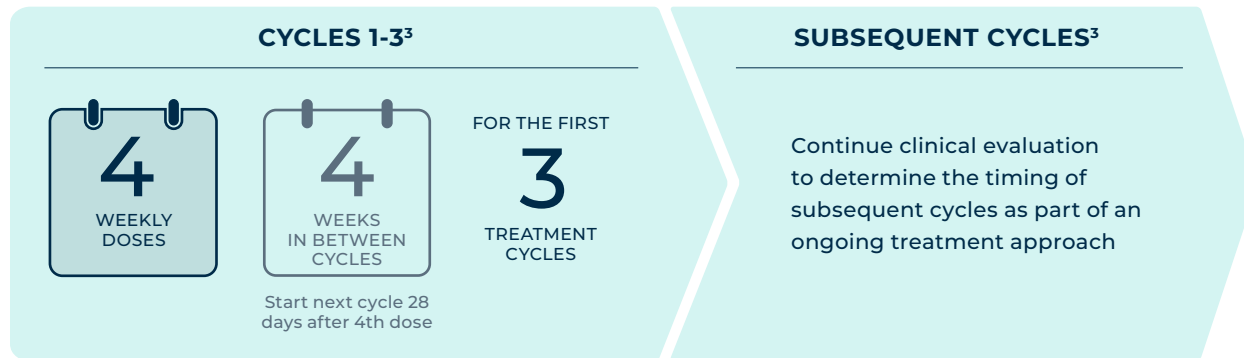 CYCLES 1-3³
4
WEEKLY
DOSES
4
WEEKS
IN BETWEEN
CYCLES
Start next cycle 28
days after 4th dose
FOR THE FIRST
3
TREATMENT
CYCLES
SUBSEQUENT CYCLES³
Continue clinical evaluation
to determine the timing of
subsequent cycles as part of an
ongoing treatment approach